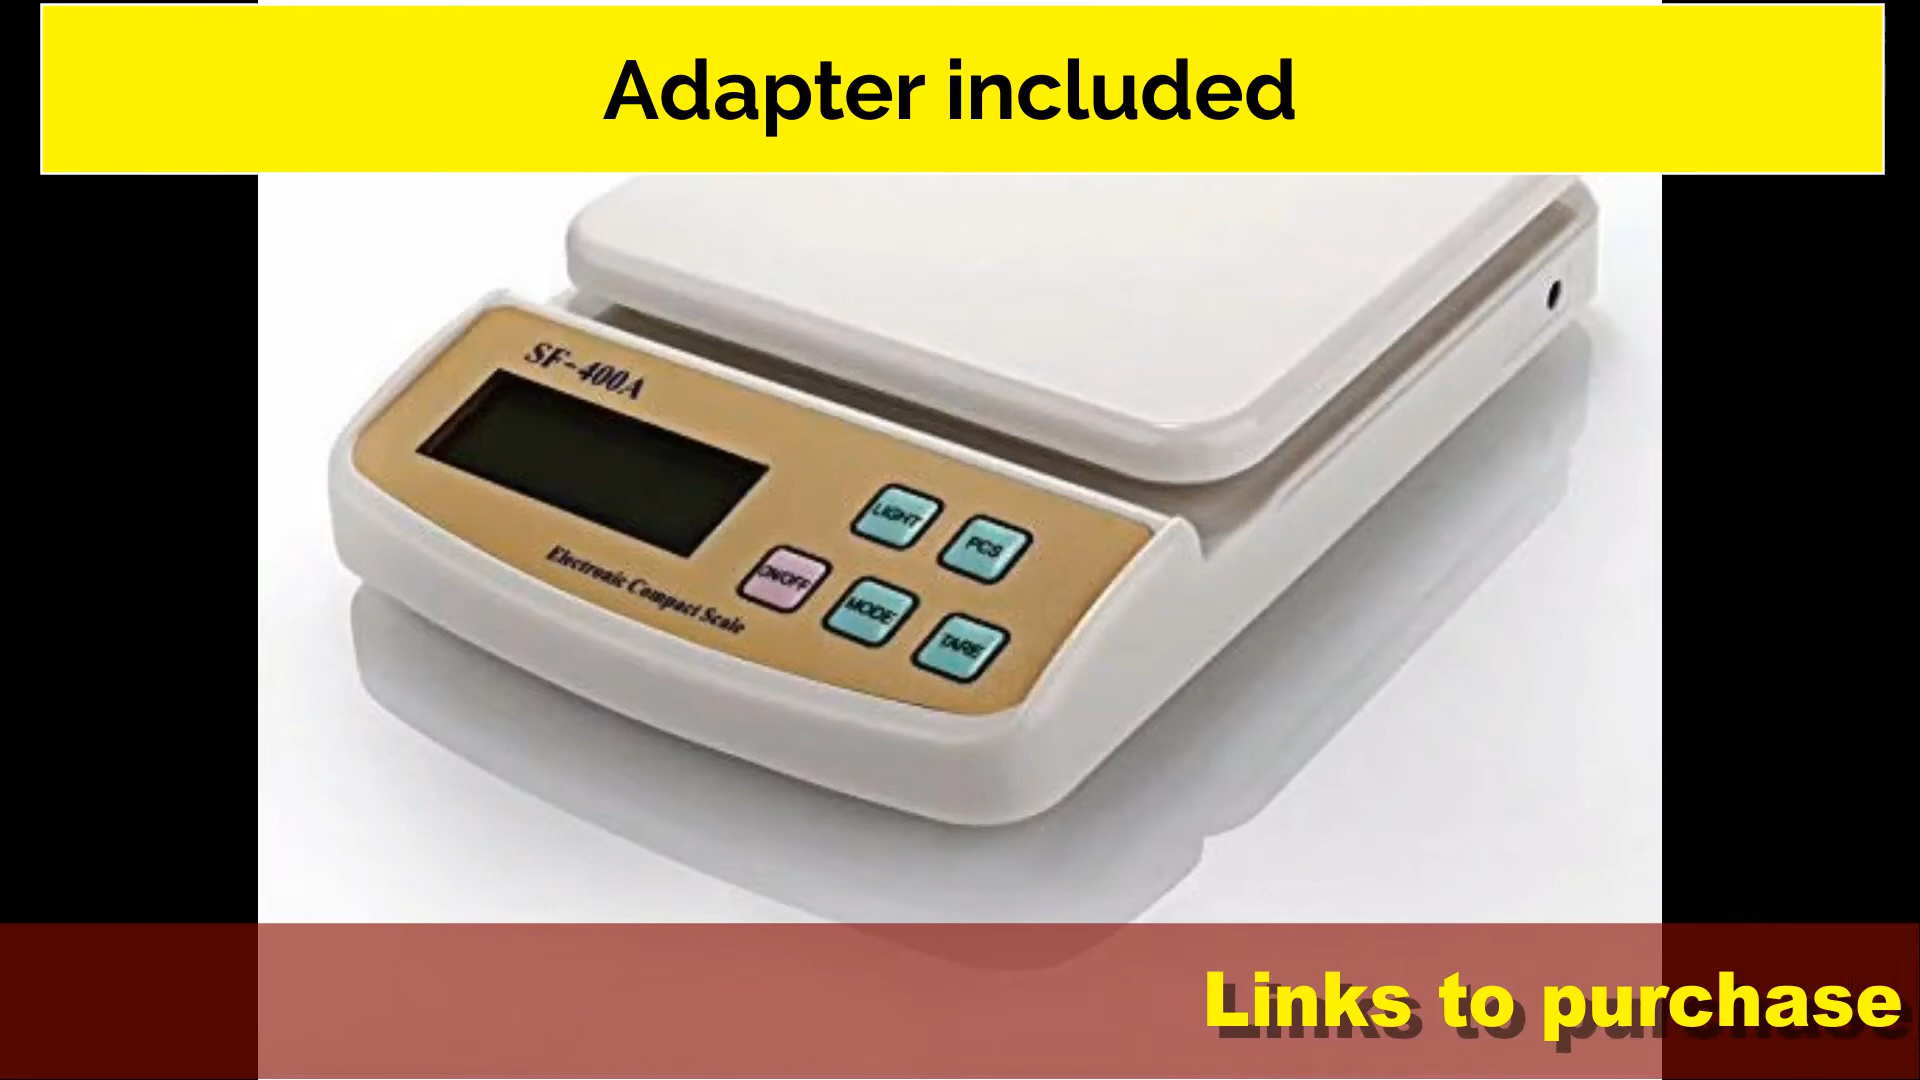 Adapter included
SF-400A
LIGHT
PCS
ON/OFF
MODE
TARE
Electronic Compact Scale
Links to purchase